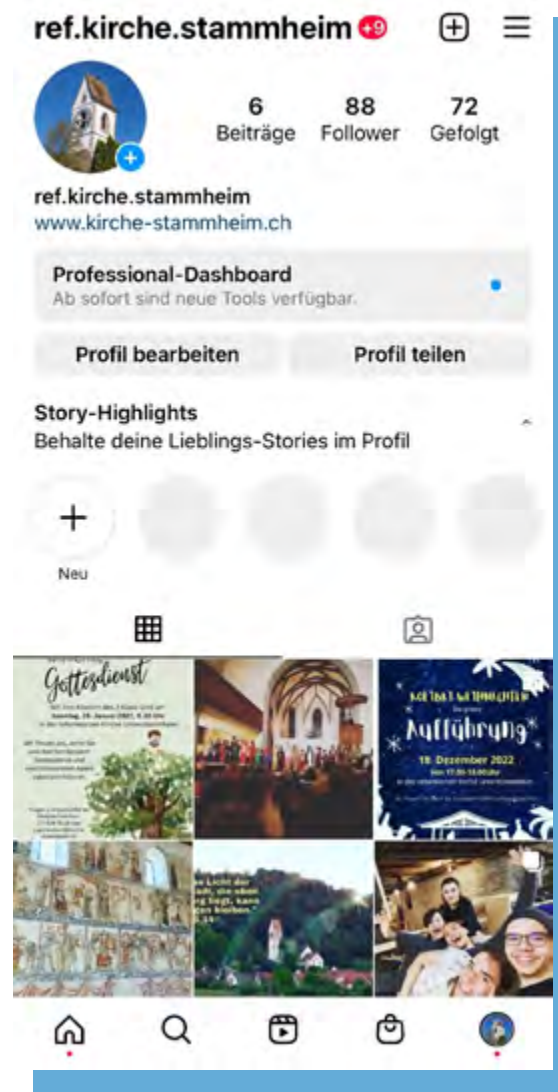 ref.kirche.stammheim +9
6 88 72
Beiträge Follower Gefolgt
ref.kirche.stammheim
www.kirche-stammheim.ch
Professional-Dashboard
Ab sofort sind neue Tools verfügbar.
Profil bearbeiten Profil teilen
Story-Highlights
Behalte deine Lieblings-Stories im Profil
Neu
Gottesdienst
Aufführung
18. Dezember 2022